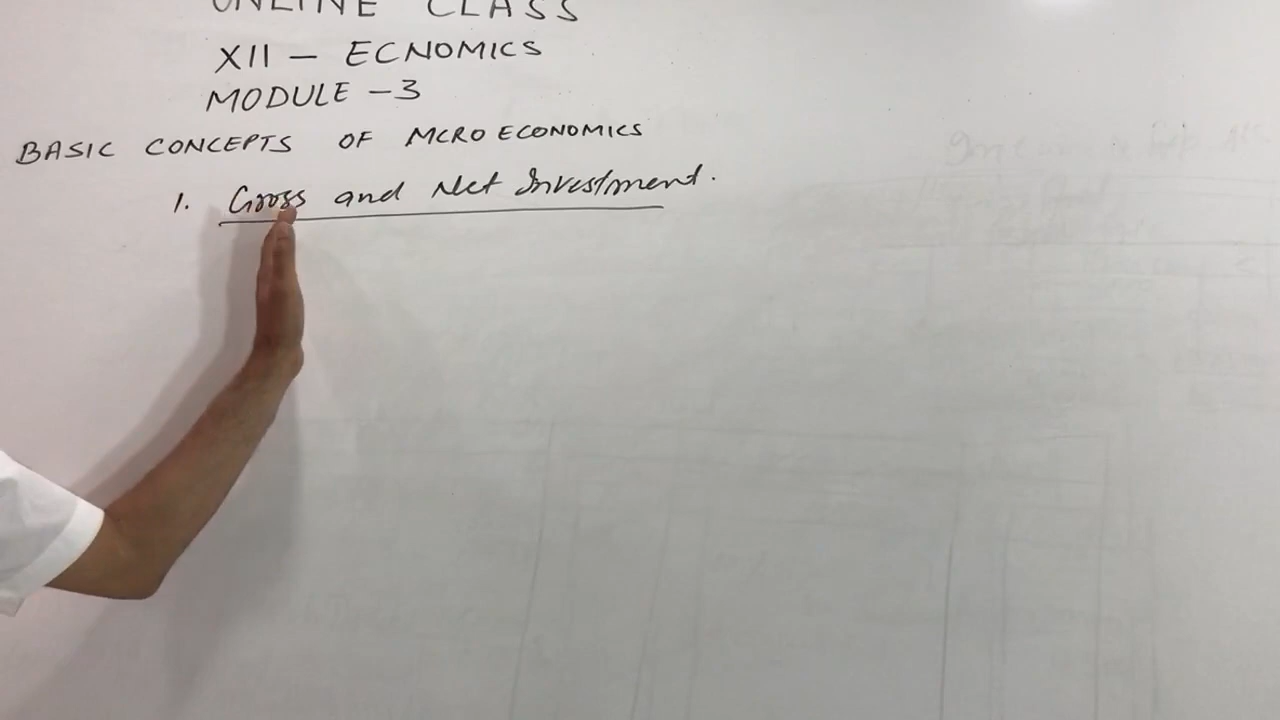 ONLINE CLASS
XII - ECNOMICS
MODULE -3
BASIC CONCEPTS OF MCRO ECONOMICS
1. Gross and Net Investment.